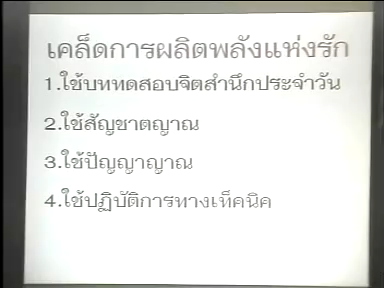 เคล็ดการผลิตพลังแห่งรัก
1.ใช้บททดสอบจิตสำนึกประจำวัน
2.ใช้สัญชาตญาณ
3.ใช้ปัญญาญาณ
4.ใช้ปฏิบัติการทางเท็คนิค